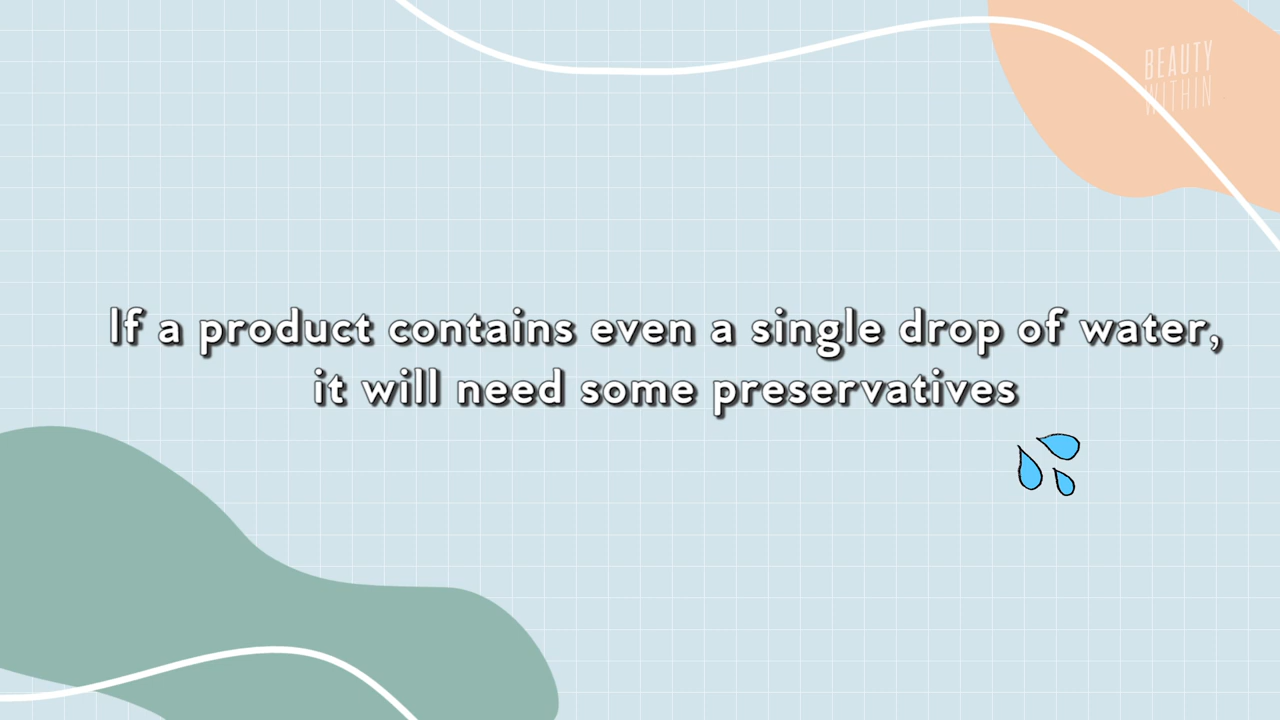 BEAUTY
WITHIN
If a product contains even a single drop of water,
it will need some preservatives